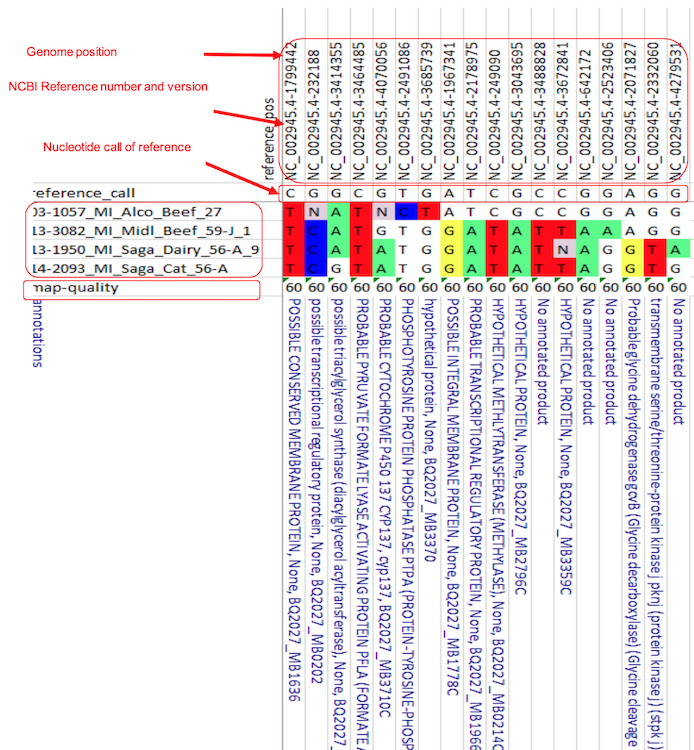 Genome position
NCBI Reference number and version
Nucleotide call of reference
reference_pos
NC_002945.4-1799442
NC_002945.4-232188
NC_002945.4-3414355
NC_002945.4-3464485
NC_002945.4-4070056
NC_002945.4-2491086
NC_002945.4-3685739
NC_002945.4-1967341
NC_002945.4-2178975
NC_002945.4-249090
NC_002945.4-3043695
NC_002945.4-3488828
NC_002945.4-3672841
NC_002945.4-642172
NC_002945.4-2523406
NC_002945.4-2071827
NC_002945.4-2332060
NC_002945.4-4279531
reference_call C G G C G T G A T C G C C G G A G G
03-1057_MI_Alco_Beef_27 T N A T N C T A T C G C C G G A G G
13-3082_MI_Midl_Beef_59-J_1 T C A T G T G G A T A T T A A A G G
13-1950_MI_Saga_Dairy_56-A_9 T C A T A T G G A T A T N A G G T A
14-2093_MI_Saga_Cat_56-A T C G T A T G G A T A T T A G G T G
map-quality 60 60 60 60 60 60 60 60 60 60 60 60 60 60 60 60 60 60
annotations
POSSIBLE CONSERVED MEMBRANE PROTEIN, None, BQ2027_MB1636
possible transcriptional regulatory protein, None, BQ2027_MB0202
possible triacylglycerol synthase (diacylglycerol acyltransferase), None, BQ2027_
PROBABLE PYRUVATE FORMATE LYASE ACTIVATING PROTEIN PFLA (FORMATE A
PROBABLE CYTOCHROME P450 137 CYP137, cyp137, BQ2027_MB3710C
PHOSPHOTYROSINE PROTEIN PHOSPHATASE PTPA (PROTEIN-TYROSINE-PHOSP
hypothetical protein, None, BQ2027_MB3370
POSSIBLE INTEGRAL MEMBRANE PROTEIN, None, BQ2027_MB1778C
PROBABLE TRANSCRIPTIONAL REGULATORY PROTEIN, None, BQ2027_MB1966
HYPOTHETICAL METHLYTRANSFERASE (METHYLASE), None, BQ2027_MB0214C
HYPOTHETICAL PROTEIN, None, BQ2027_MB2796C
No annotated product
HYPOTHETICAL PROTEIN, None, BQ2027_MB3359C
No annotated product
No annotated product
Probable glycine dehydrogenase gcvB (Glycine decarboxylase) (Glycine cleavage
transmembrane serine/threonine-protein kinase j pknj (protein kinase j) (stpk j)